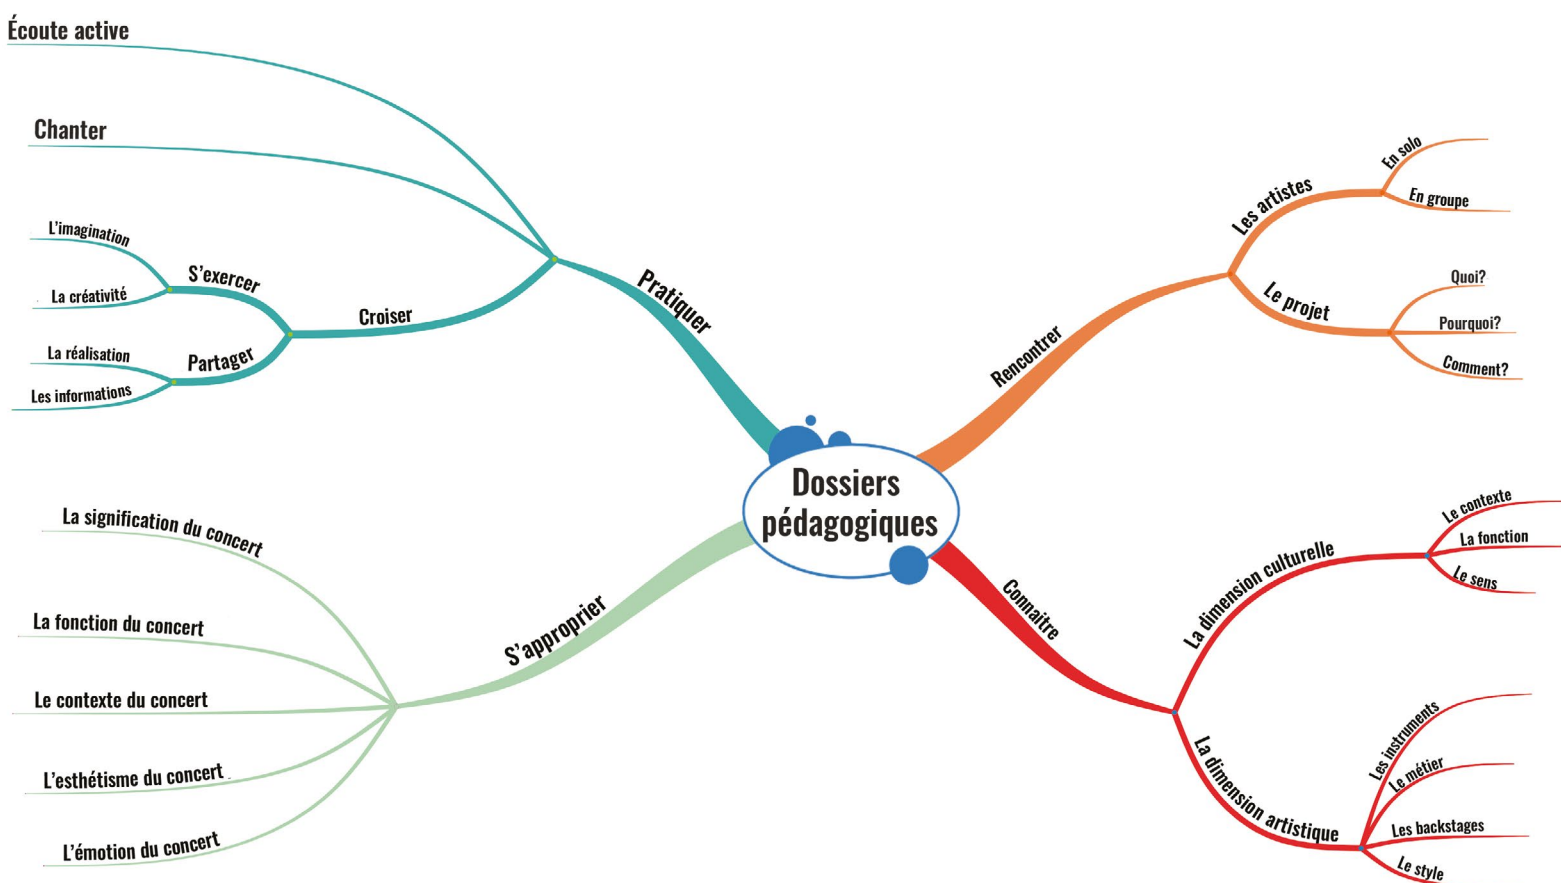 Écoute active
Chanter
L'imagination
S'exercer
La créativité
Croiser
La réalisation
Partager
Les informations
Pratiquer
En solo
Les artistes
En groupe
Quoi?
Le projet
Pourquoi?
Comment?
Rencontrer
Dossiers
pédagogiques
La signification du concert
La fonction du concert
S'approprier
Le contexte du concert
L'esthétisme du concert
L'émotion du concert
Connaitre
Le contexte
La dimension culturelle
La fonction
Le sens
Les instruments
La dimension artistique
Le métier
Les backstages
Le style